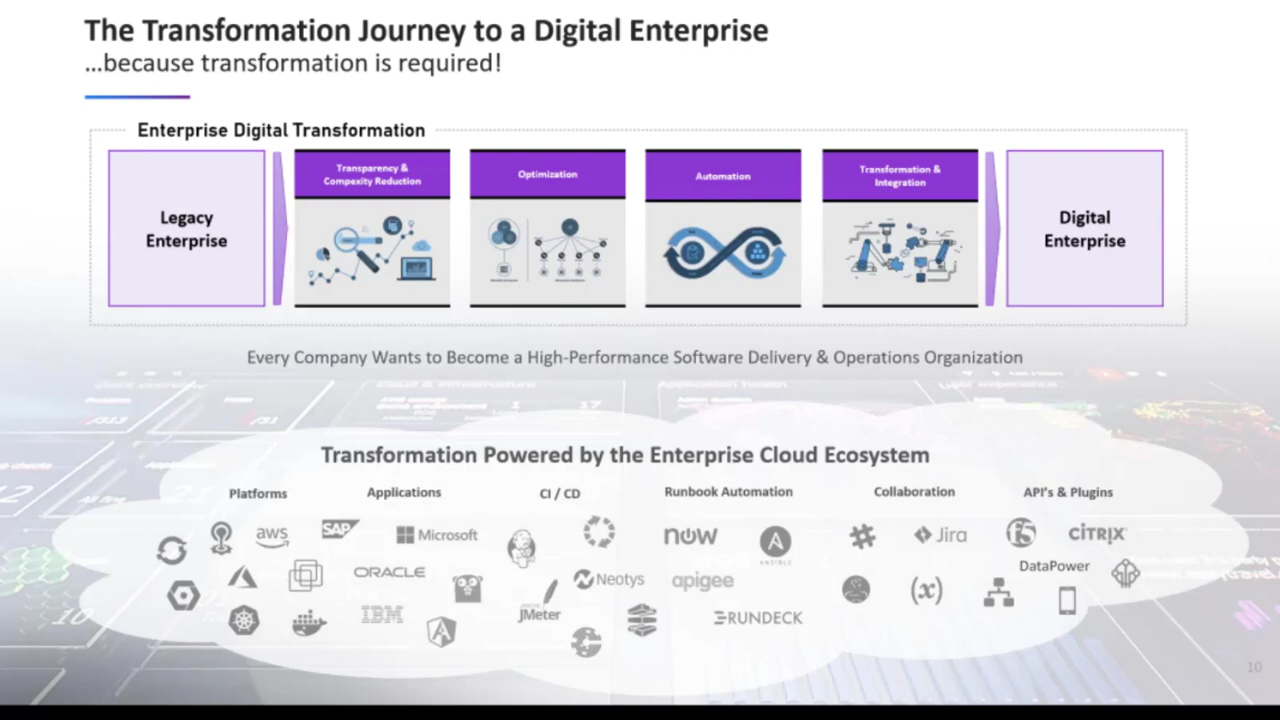 The Transformation Journey to a Digital Enterprise
...because transformation is required!
Enterprise Digital Transformation
Legacy
Enterprise
Transparency &
Compexity Reduction
Optimization
Automation
Transformation &
Integration
Digital
Enterprise
Every Company Wants to Become a High-Performance Software Delivery & Operations Organization
Transformation Powered by the Enterprise Cloud Ecosystem
Platforms
Applications
CI / CD
Runbook Automation
Collaboration
API's & Plugins
aws
SAP
Microsoft
now
ANSIBLE
Jira
f5
CITRIX
ORACLE
Neotys
apigee
(x)
DataPower
IBM
JMeter
RUNDECK
10